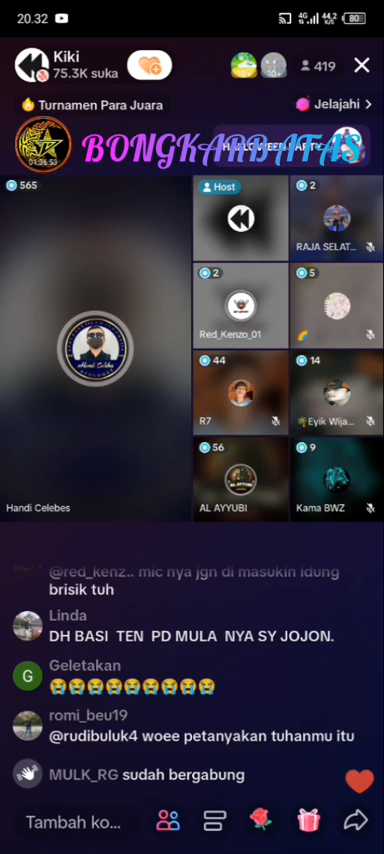 20.32
4G 44,2 K/s 80
Kiki
75.3K suka
419
Turnamen Para Juara
Jelajahi
01:26:53
BONGKARBATAS
565
Host
2
RAJA SELAT...
2
Red_Kenzo_01
5
44
R7
14
Eyik Wija...
56
AL AYYUBI
9
Kama BWZ
Handi Celebes
@red_kenz.. mic nya jgn di masukin idung
brisik tuh
Linda
DH BASI TEN PD MULA NYA SY JOJON.
G
Geletakan
😭😭😭😭😭😭😭😭😭
romi_beu19
@rudibuluk4 woee petanyakan tuhanmu itu
MULK_RG sudah bergabung
Tambah ko...